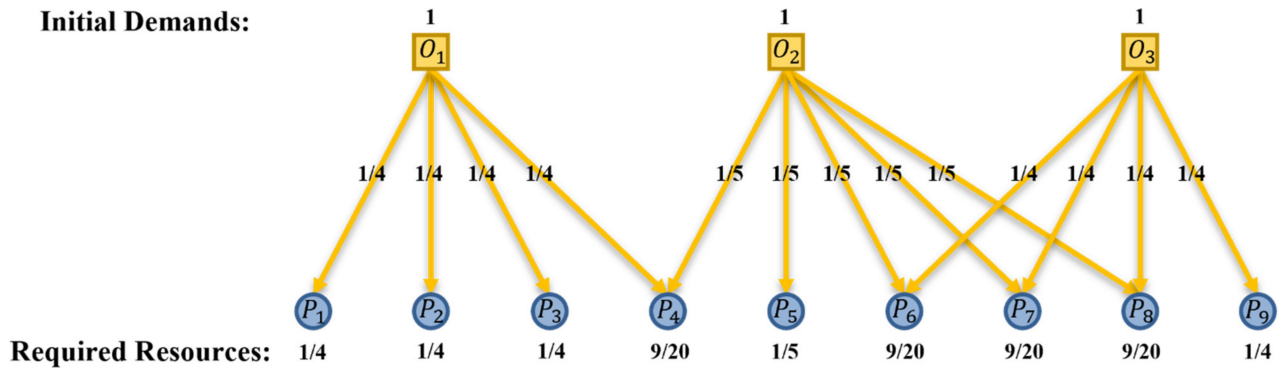 Initial Demands: 1 1 1
O₁ O₂ O₃
1/4 1/4 1/4 1/4 1/5 1/5 1/5 1/5 1/5 1/4 1/4 1/4 1/4
P₁ P₂ P₃ P₄ P₅ P₆ P₇ P₈ P₉
Required Resources: 1/4 1/4 1/4 9/20 1/5 9/20 9/20 9/20 1/4